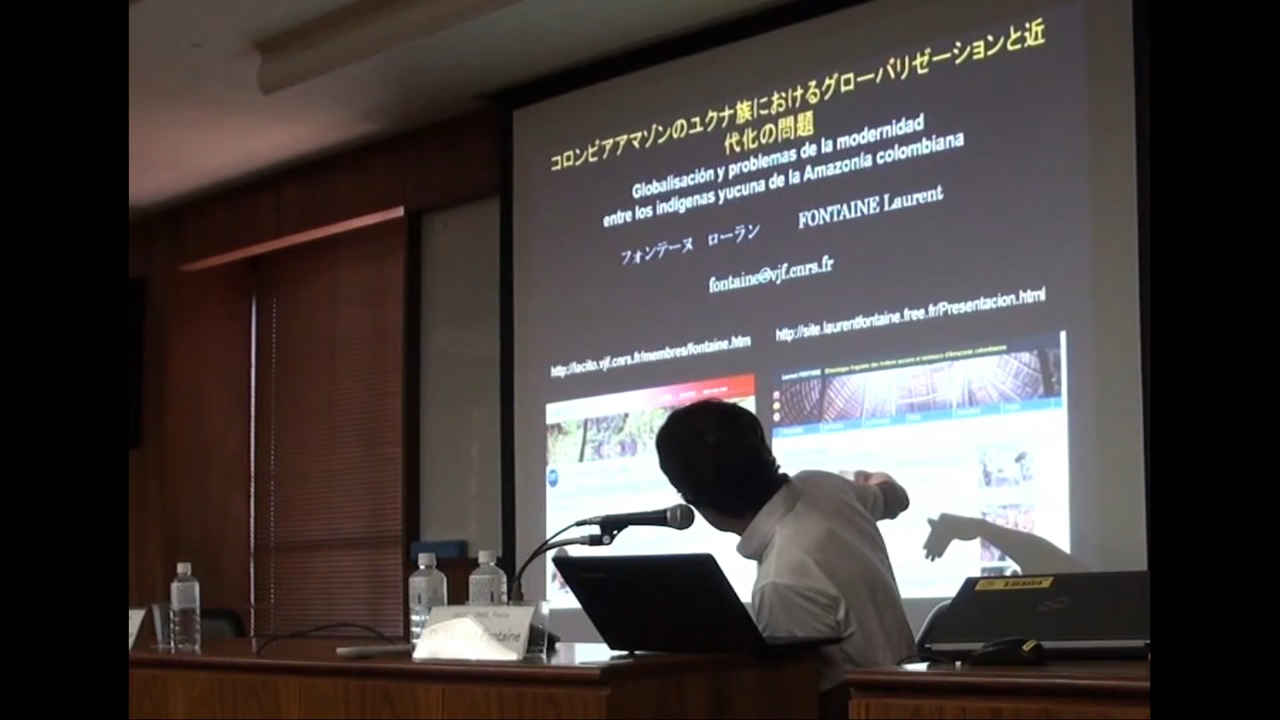 コロンビアアマゾンのユクナ族におけるグローバリゼーションと近
代化の問題
Globalisación y problemas de la modernidad
entre los indígenas yucuna de la Amazonía colombiana
フォンテーヌ ローラン FONTAINE Laurent
fontaine@vjf.cnrs.fr
http://lacito.vjf.cnrs.fr/membres/fontaine.htm
http://site.laurentfontaine.free.fr/Presentacion.html
Laurent FONTAINE
Fontaine